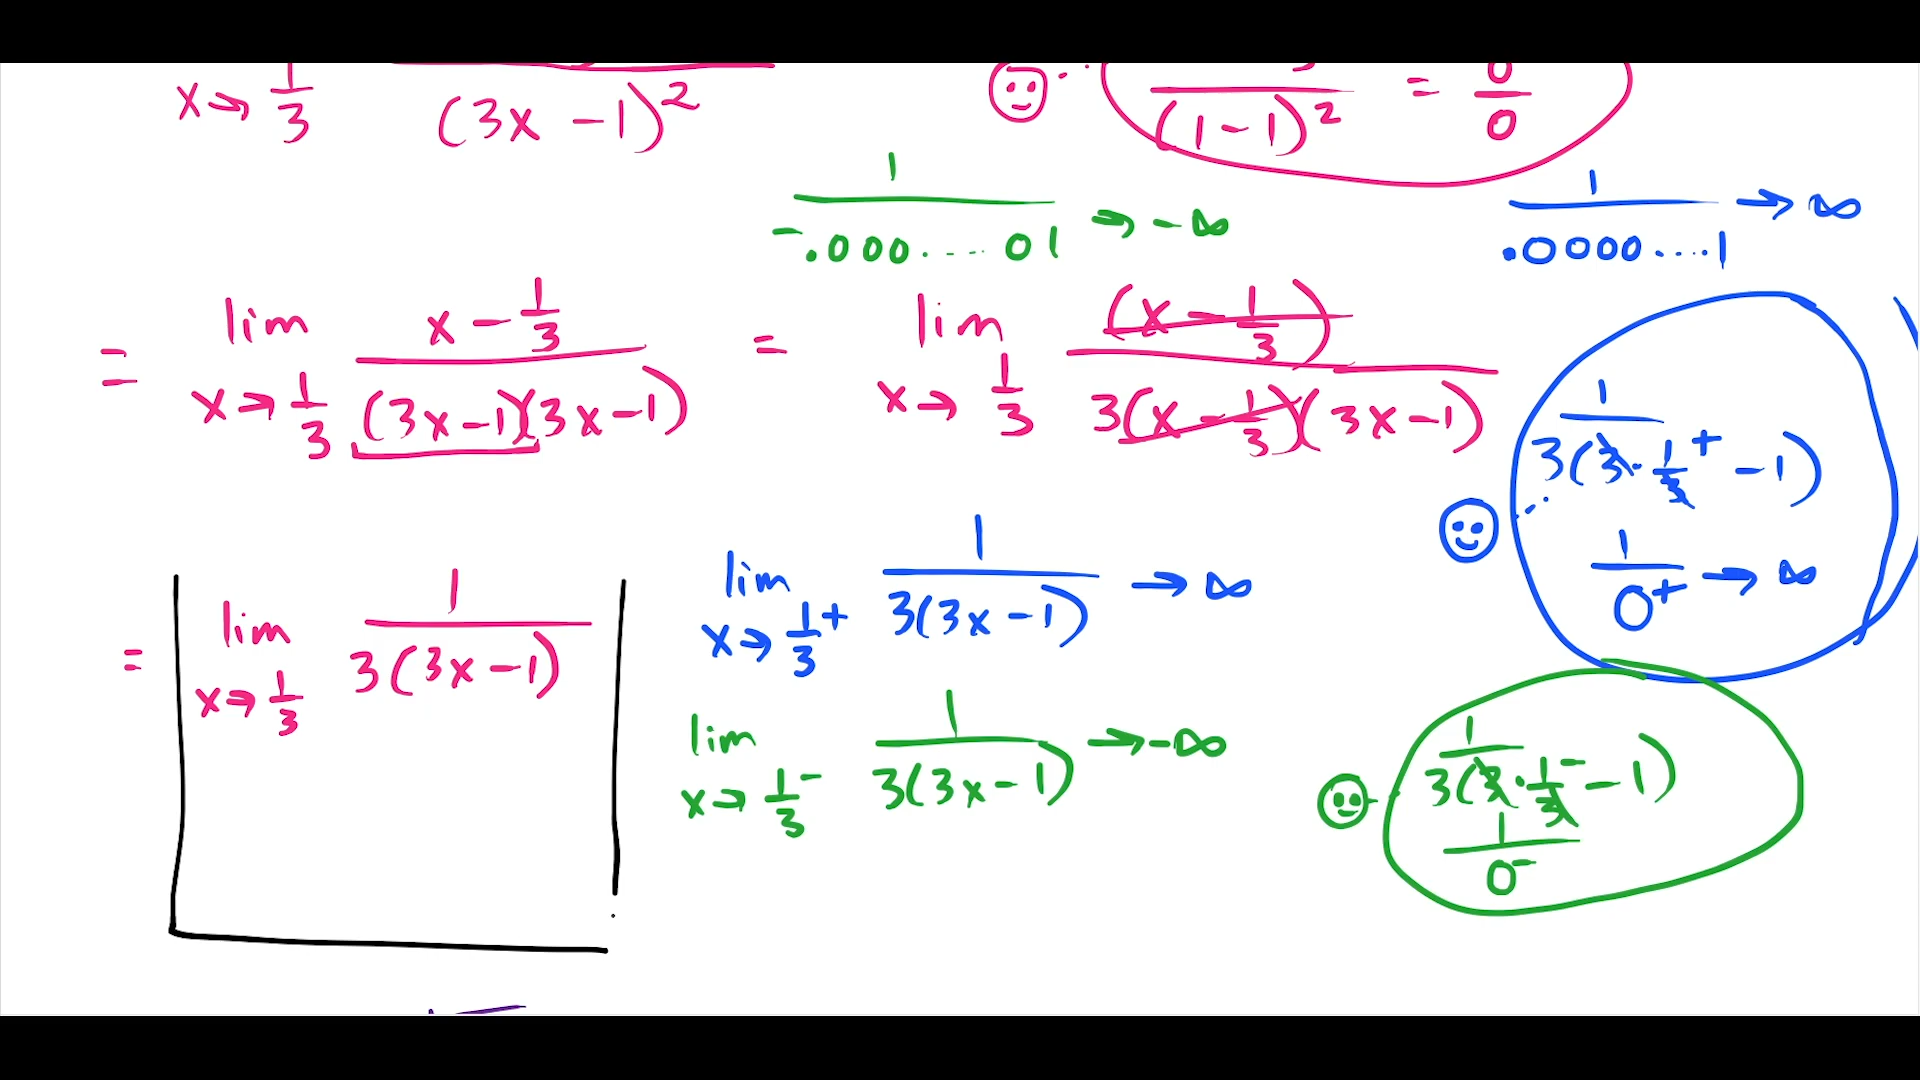 x → 1/3 (3x - 1)^2
(1 - 1)^2 = 0/0
1/-.000....01 → -∞
1/.0000....1 → ∞
= lim x → 1/3 (x - 1/3)/((3x-1)(3x-1)) = lim x → 1/3 (x - 1/3)/(3(x - 1/3)(3x-1))
1/(3(3·1/3^+ - 1))
1/0^+ → ∞
= lim x → 1/3 1/(3(3x-1))
lim x → 1/3^+ 1/(3(3x-1)) → ∞
lim x → 1/3^- 1/(3(3x-1)) → -∞
1/(3(3·1/3^- - 1))
1/0^-